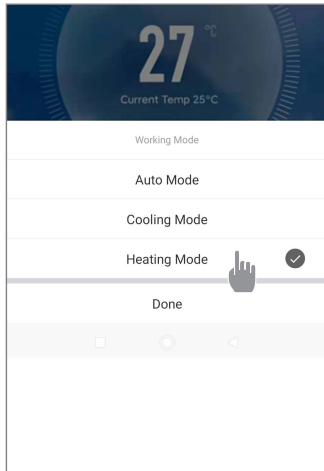 27 °C
Current Temp 25°C
Working Mode
Auto Mode
Cooling Mode
Heating Mode
Done